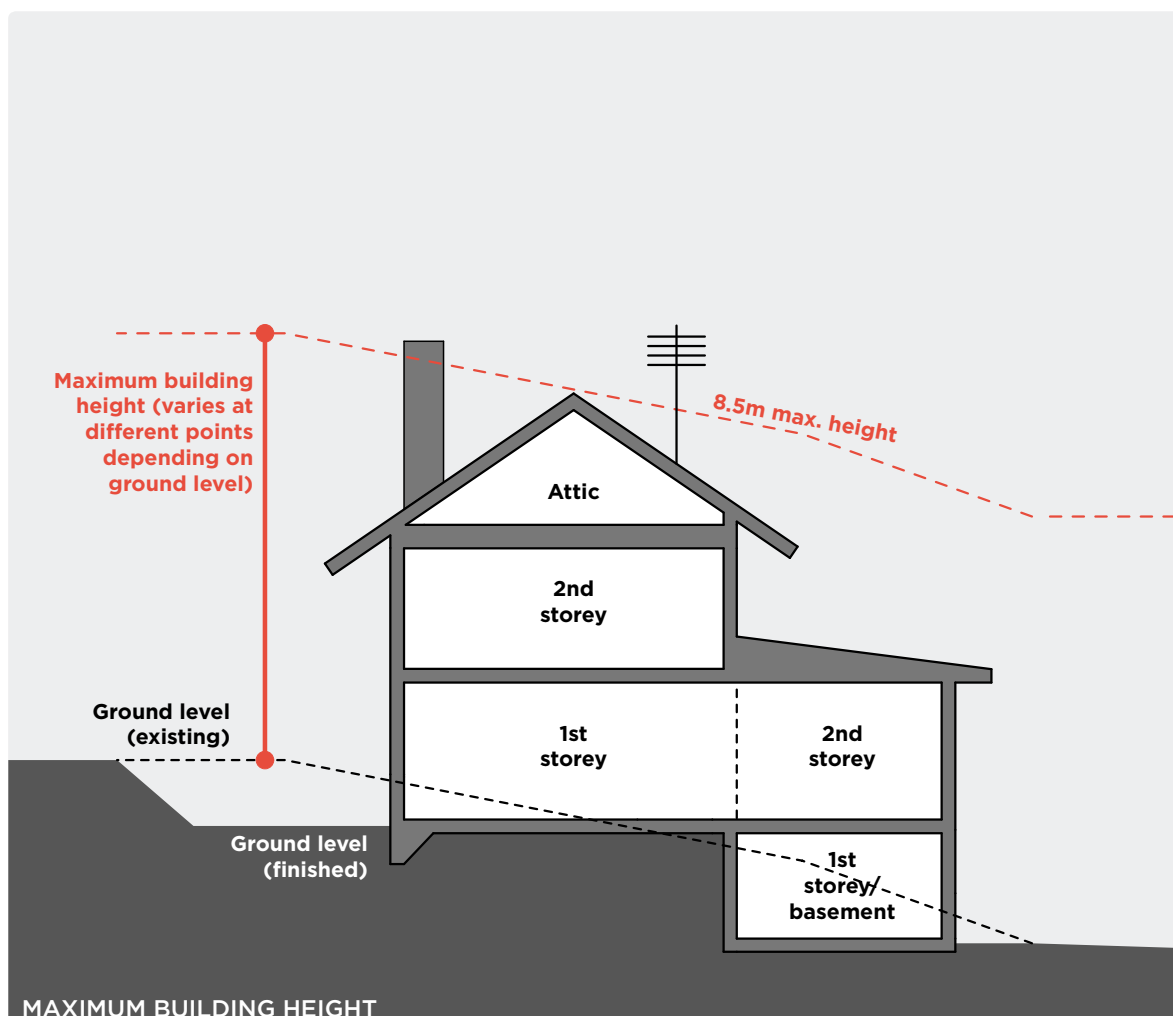 Maximum building
height (varies at
different points
depending on
ground level)
8.5m max. height
Attic
2nd
storey
Ground level
(existing)
1st
storey
2nd
storey
Ground level
(finished)
1st
storey/
basement
MAXIMUM BUILDING HEIGHT